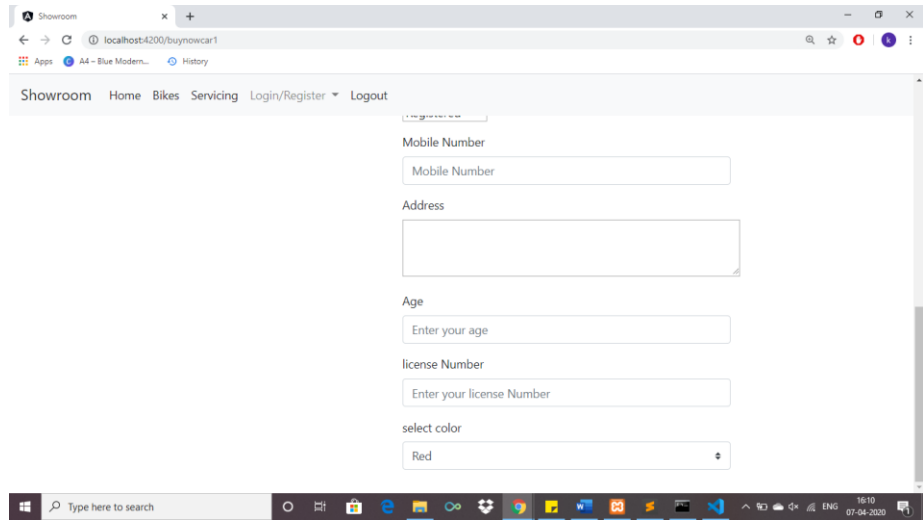 Showroom
localhost:4200/buynowcar1
Apps A4 – Blue Modern... History
Showroom Home Bikes Servicing Login/Register Logout
Registered
Mobile Number
Mobile Number
Address
Age
Enter your age
license Number
Enter your license Number
select color
Red
Type here to search
ENG
16:10
07-04-2020